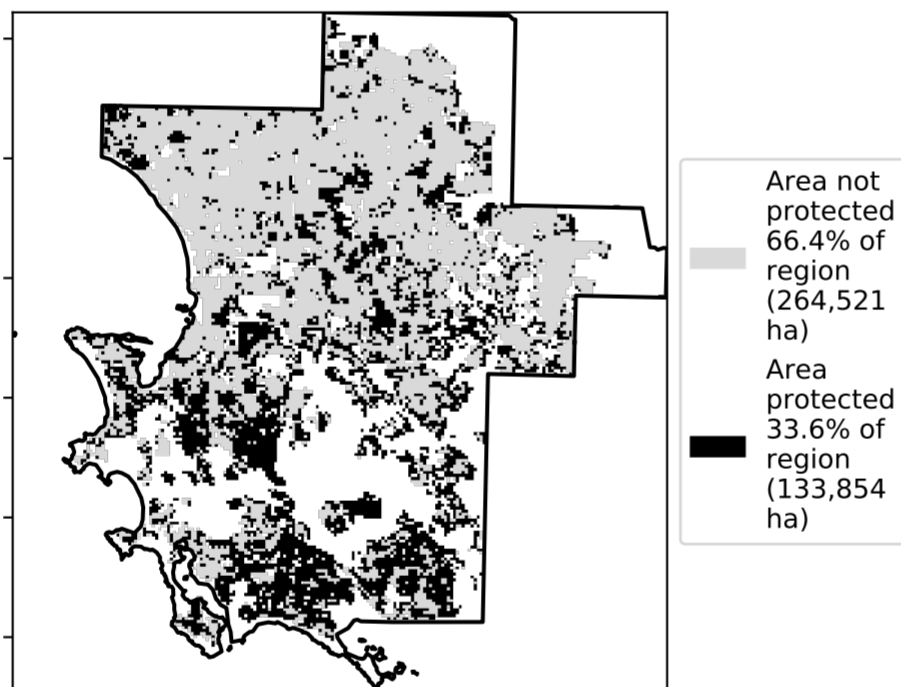 Area not
protected
66.4% of
region
(264,521
ha)
Area
protected
33.6% of
region
(133,854
ha)